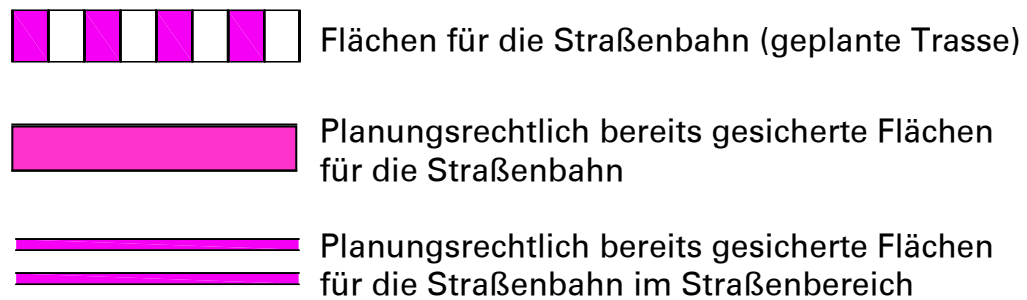 Flächen für die Straßenbahn (geplante Trasse)
Planungsrechtlich bereits gesicherte Flächen
für die Straßenbahn
Planungsrechtlich bereits gesicherte Flächen
für die Straßenbahn im Straßenbereich